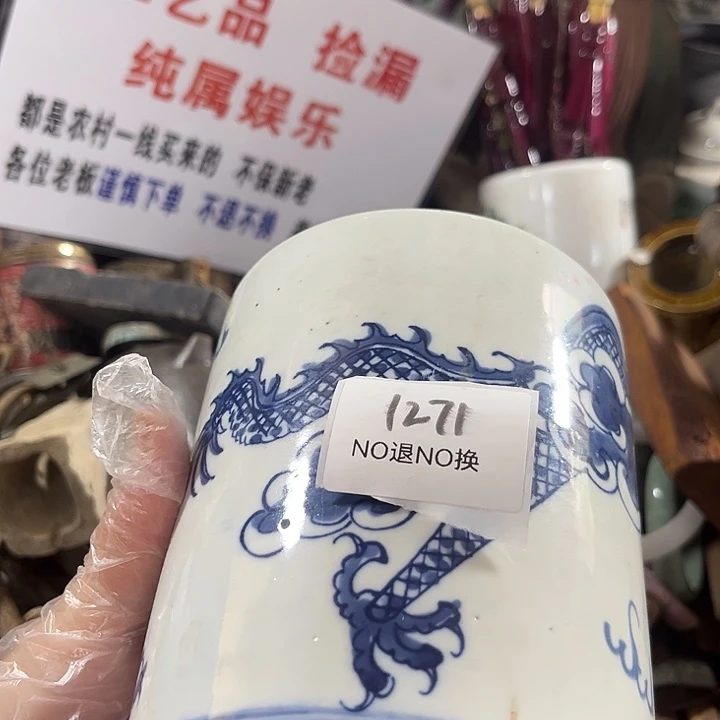 艺品 捡漏
纯属娱乐
都是农村一线买来的 不保新老
各位老板谨慎下单 不退不换
1271
NO退NO换